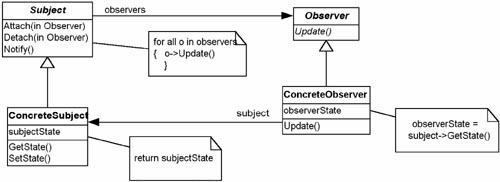 Subject
Attach(in Observer)
Detach(in Observer)
Notify()
observers
Observer
Update()
for all o in observers
{ o->Update()
}
ConcreteSubject
subjectState
GetState()
SetState()
return subjectState
subject
ConcreteObserver
observerState
Update()
observerState =
subject->GetState()